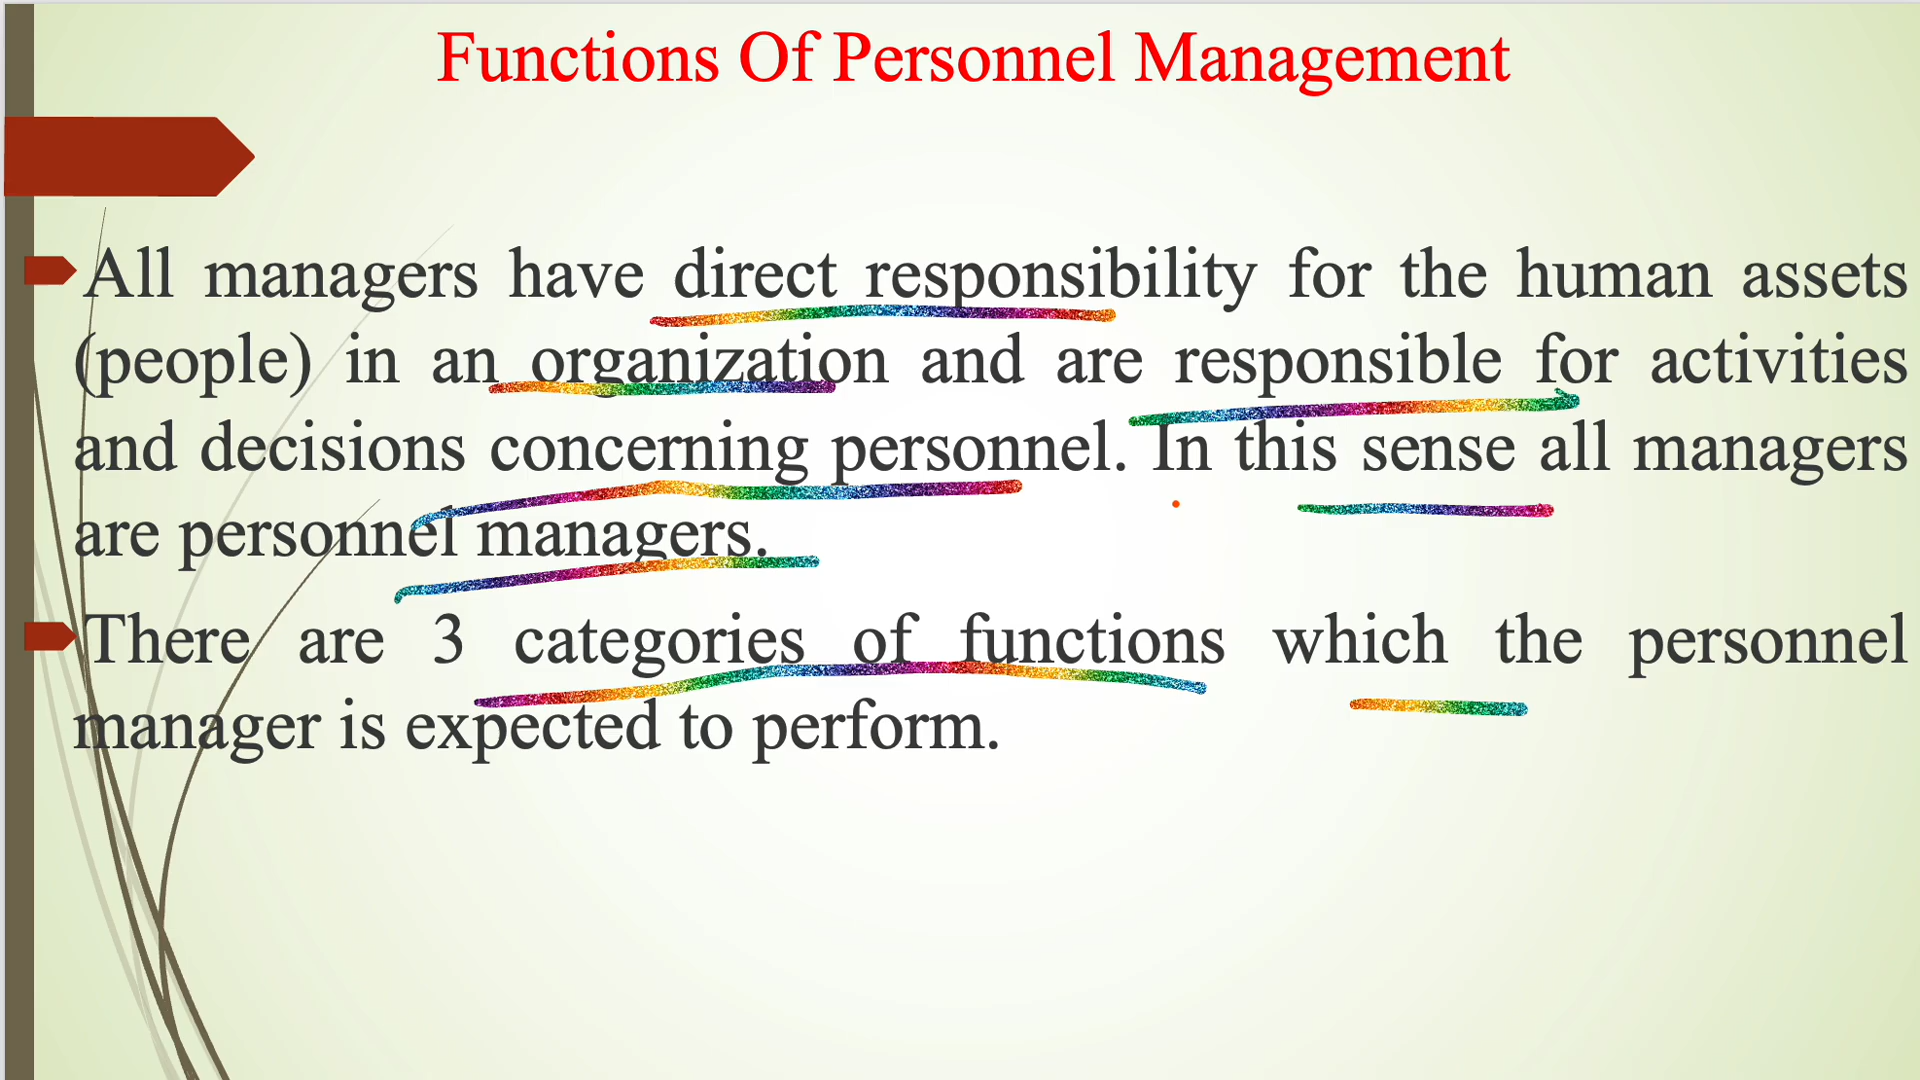 Functions Of Personnel Management
All managers have direct responsibility for the human assets
(people) in an organization and are responsible for activities
and decisions concerning personnel. In this sense all managers
are personnel managers.
There are 3 categories of functions which the personnel
manager is expected to perform.